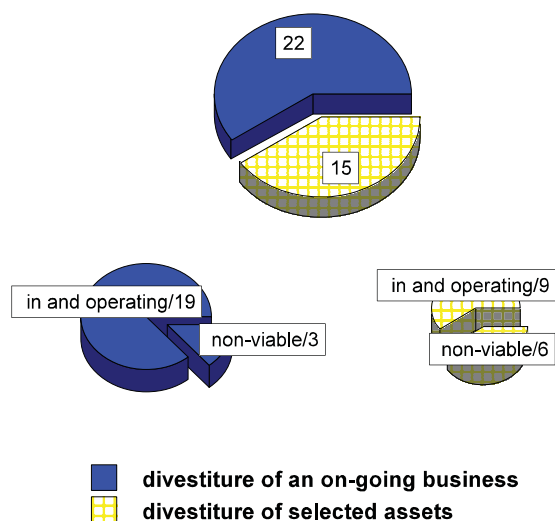 22
15
in and operating/19
non-viable/3
in and operating/9
non-viable/6
divestiture of an on-going business
divestiture of selected assets